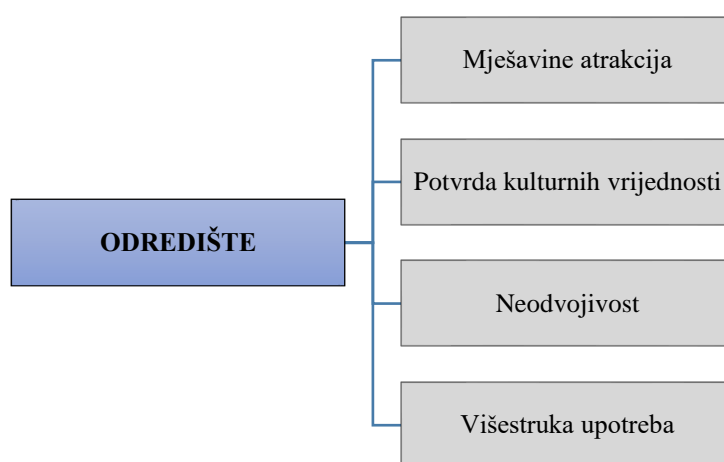 Mješavine atrakcija
Potvrda kulturnih vrijednosti
ODREDIŠTE
Neodvojivost
Višestruka upotreba